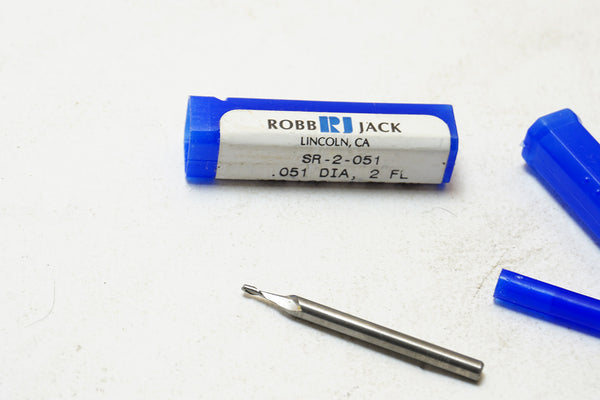 ROBB RJ JACK
LINCOLN, CA
SR-2-051
.051 DIA, 2 FL